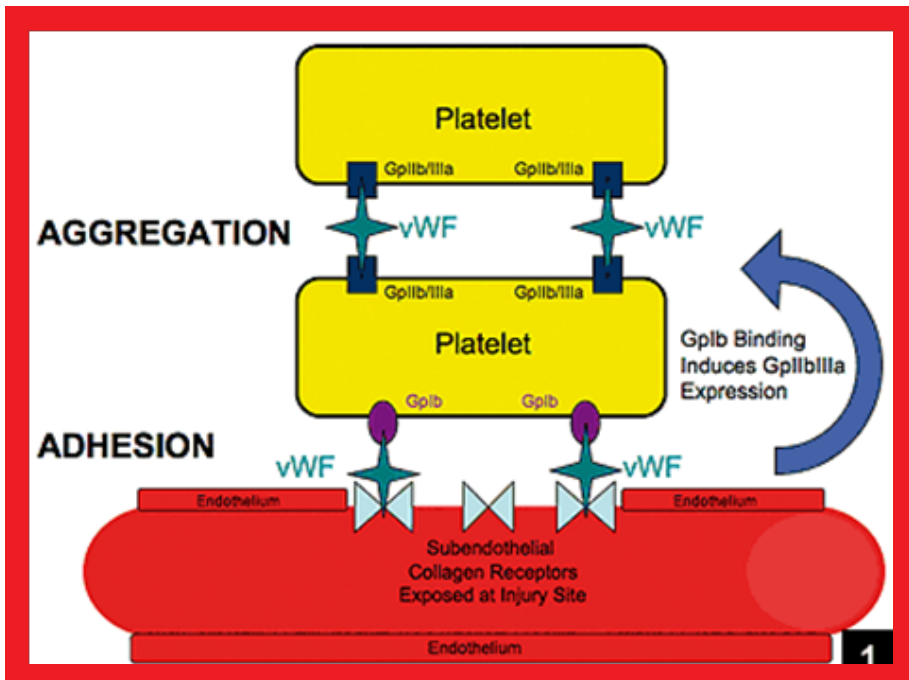 Platelet
GpIIb/IIIa GpIIb/IIIa
AGGREGATION
vWF vWF
GpIIb/IIIa GpIIb/IIIa
Platelet
GpIb Binding
Induces GpIIbIIIa
Expression
GpIb GpIb
ADHESION
vWF vWF
Endothelium Endothelium
Subendothelial
Collagen Receptors
Exposed at Injury Site
Endothelium
1